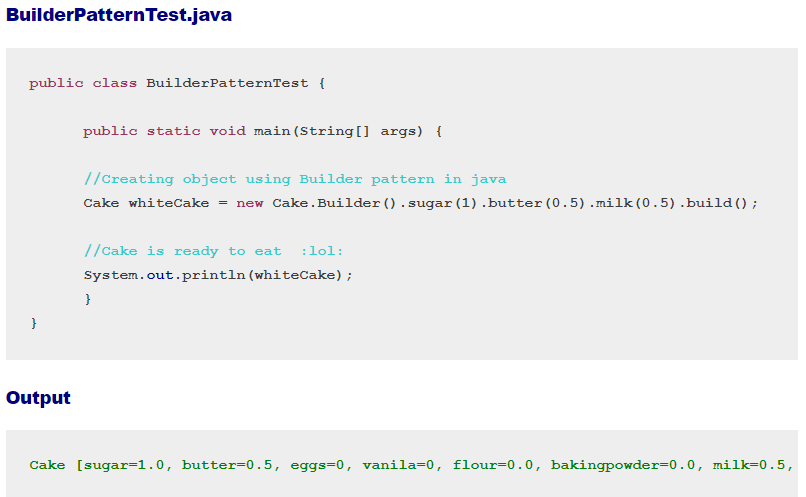 BuilderPatternTest.java
public class BuilderPatternTest {
public static void main(String[] args) {
//Creating object using Builder pattern in java
Cake whiteCake = new Cake.Builder().sugar(1).butter(0.5).milk(0.5).build();
//Cake is ready to eat  :lol:
System.out.println(whiteCake);
}
}
Output
Cake [sugar=1.0, butter=0.5, eggs=0, vanila=0, flour=0.0, bakingpowder=0.0, milk=0.5,